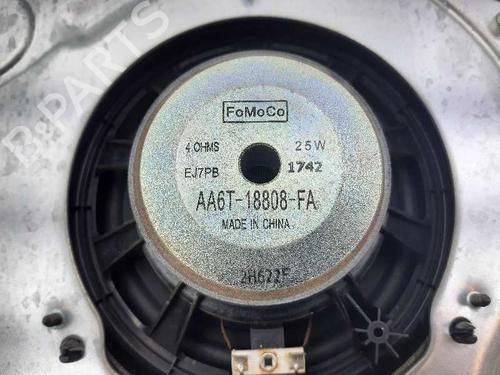 FoMoCo
4 OHMS 25W
EJ7PB 1742
AA6T-18808-FA
MADE IN CHINA
2H622F
B-PARTS